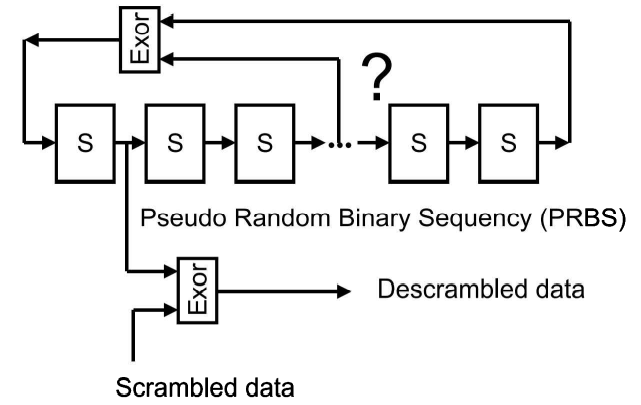 Exor
?
S S S ... S S
Pseudo Random Binary Sequency (PRBS)
Exor
Descrambled data
Scrambled data